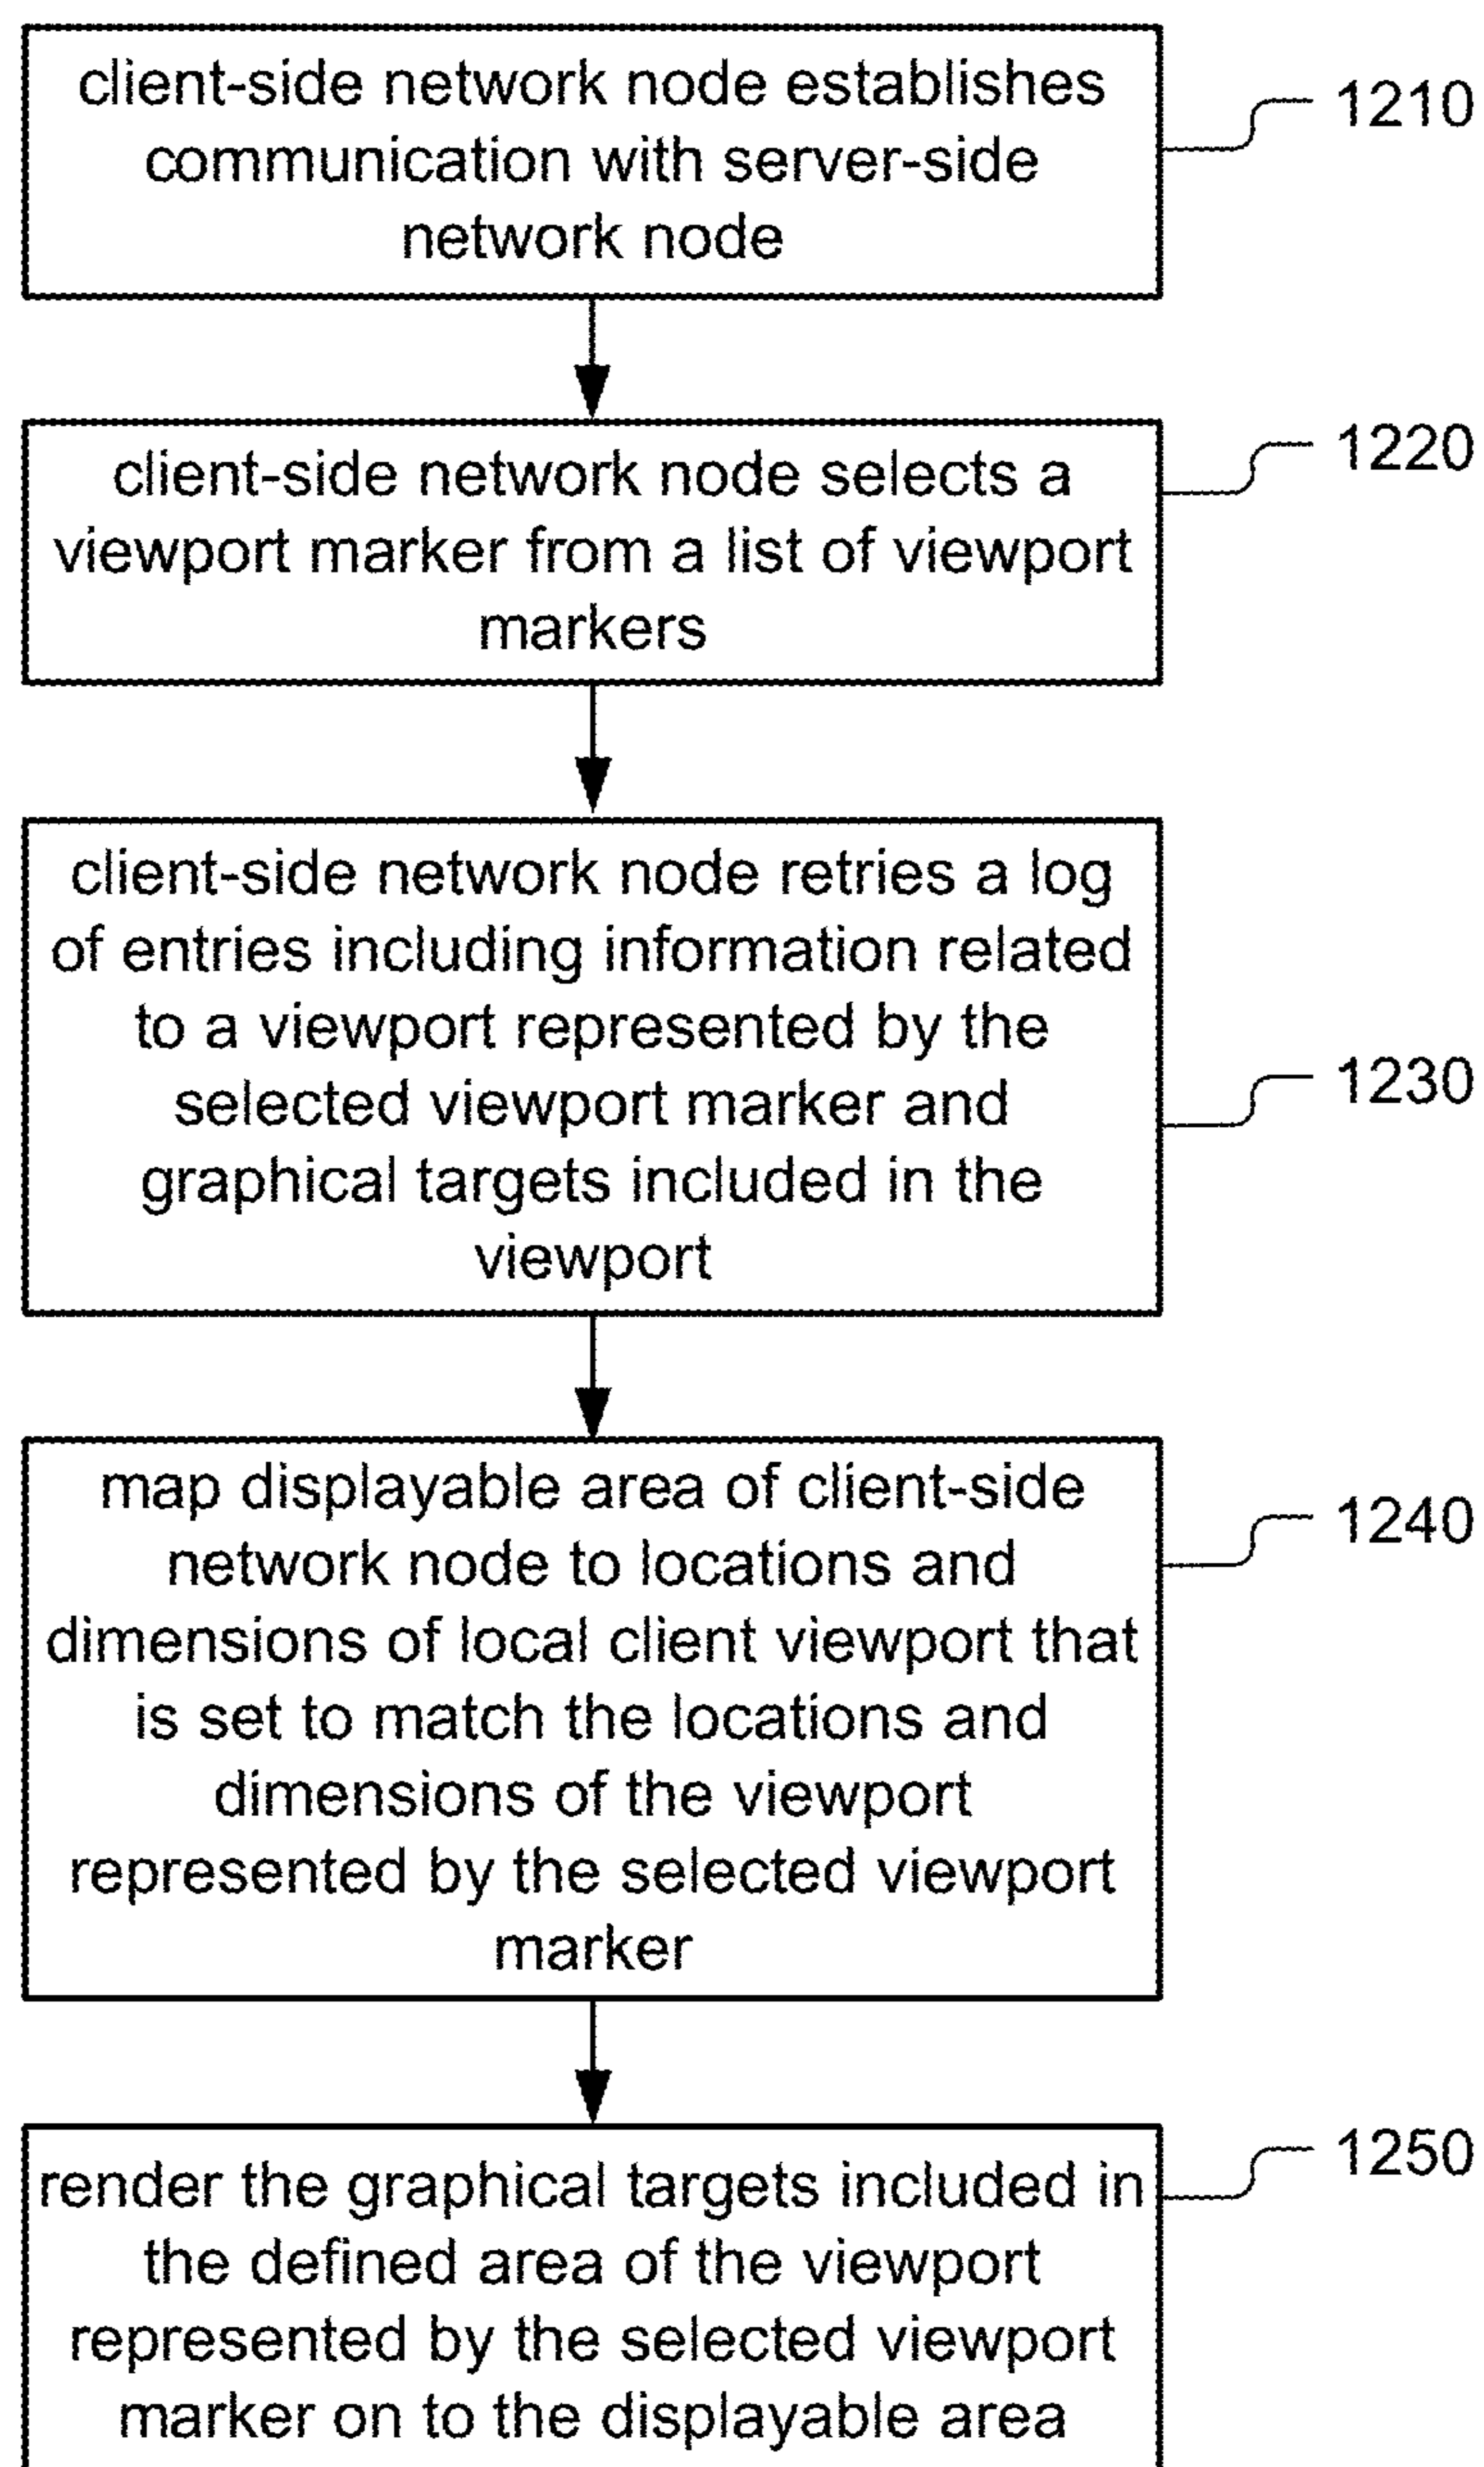 client-side network node establishes
communication with server-side
network node
1210
client-side network node selects a
viewport marker from a list of viewport
markers
1220
client-side network node retries a log
of entries including information related
to a viewport represented by the
selected viewport marker and
graphical targets included in the
viewport
1230
map displayable area of client-side
network node to locations and
dimensions of local client viewport that
is set to match the locations and
dimensions of the viewport
represented by the selected viewport
marker
1240
render the graphical targets included in
the defined area of the viewport
represented by the selected viewport
marker on to the displayable area
1250